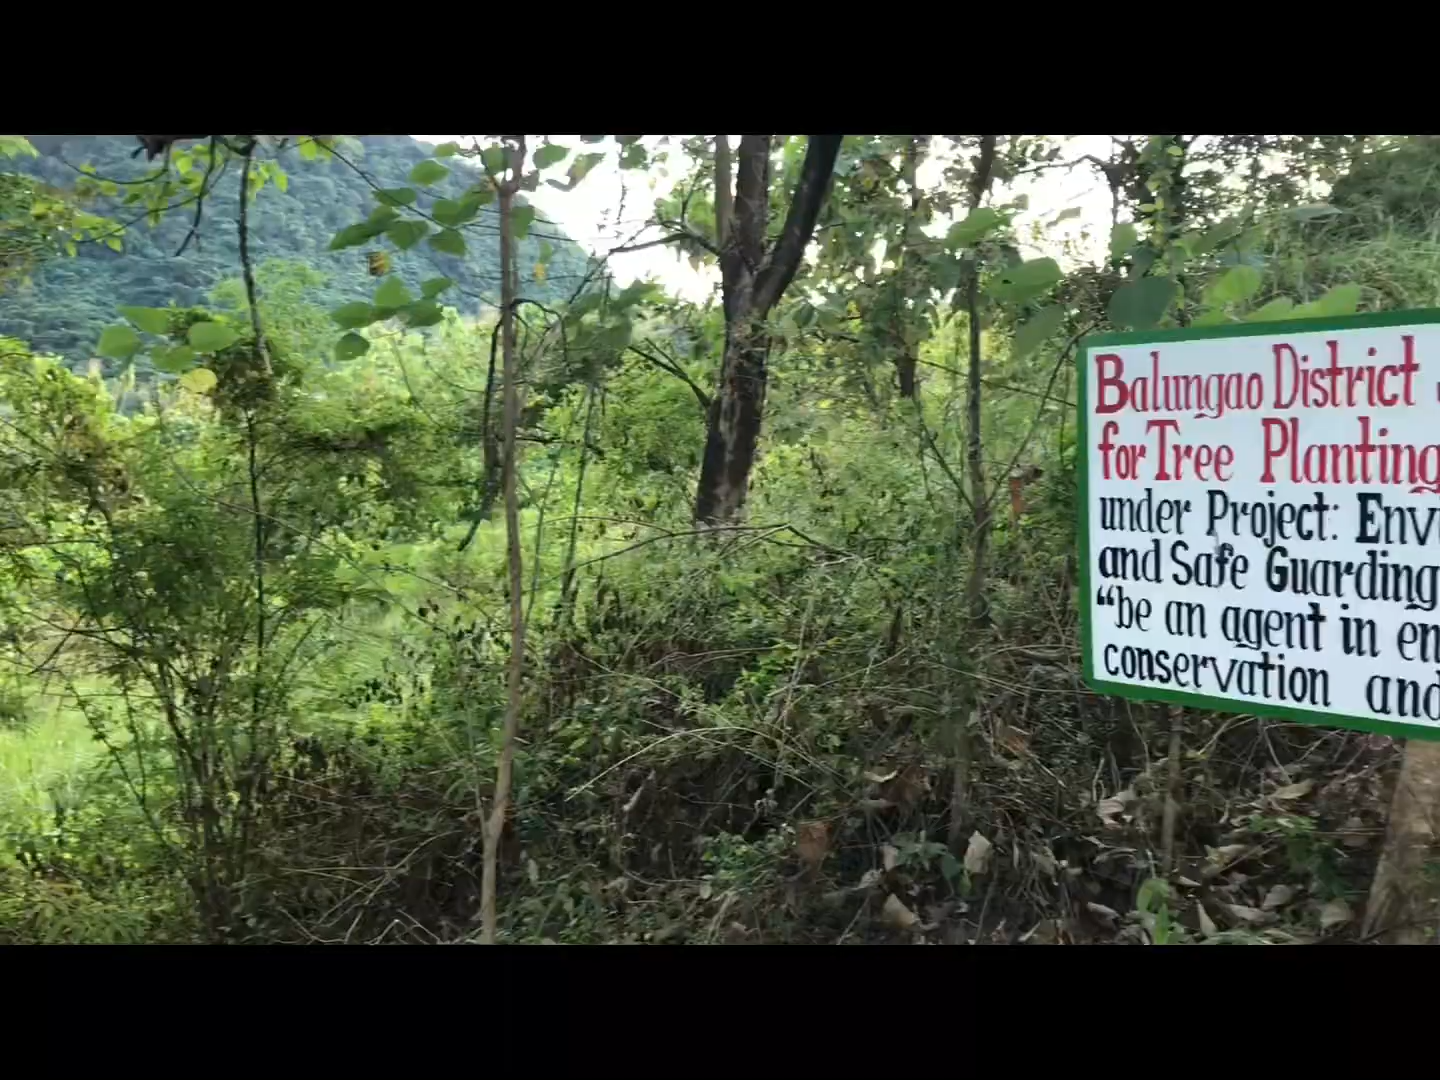 Balungao District
for Tree Planting
under Project:
and Safe Guarding
“be an agent in
conservation and